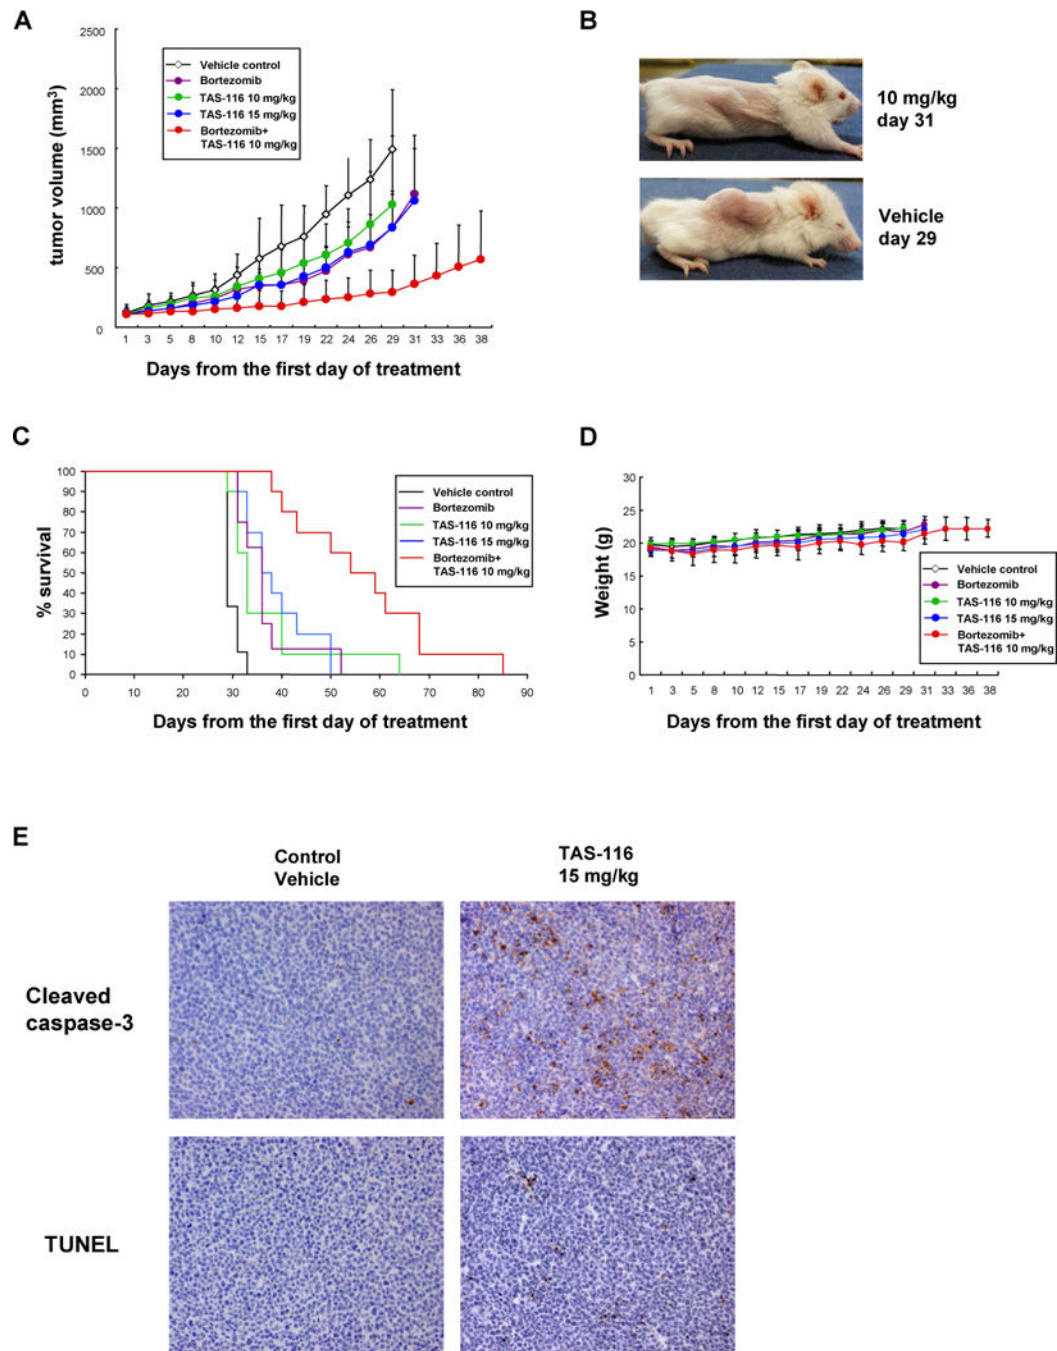 A
2500
2000
1500
1000
500
0
tumor volume (mm³)
Vehicle control
Bortezomib
TAS-116 10 mg/kg
TAS-116 15 mg/kg
Bortezomib+
TAS-116 10 mg/kg
1 3 5 8 10 12 15 17 19 22 24 26 29 31 33 36 38
Days from the first day of treatment
B
10 mg/kg
day 31
Vehicle
day 29
C
100
90
80
70
60
50
40
30
20
10
0
% survival
Vehicle control
Bortezomib
TAS-116 10 mg/kg
TAS-116 15 mg/kg
Bortezomib+
TAS-116 10 mg/kg
0 10 20 30 40 50 60 70 80 90
Days from the first day of treatment
D
30
25
20
15
10
5
0
Weight (g)
Vehicle control
Bortezomib
TAS-116 10 mg/kg
TAS-116 15 mg/kg
Bortezomib+
TAS-116 10 mg/kg
1 3 5 8 10 12 15 17 19 22 24 26 29 31 33 36 38
Days from the first day of treatment
E
Control
Vehicle
TAS-116
15 mg/kg
Cleaved
caspase-3
TUNEL